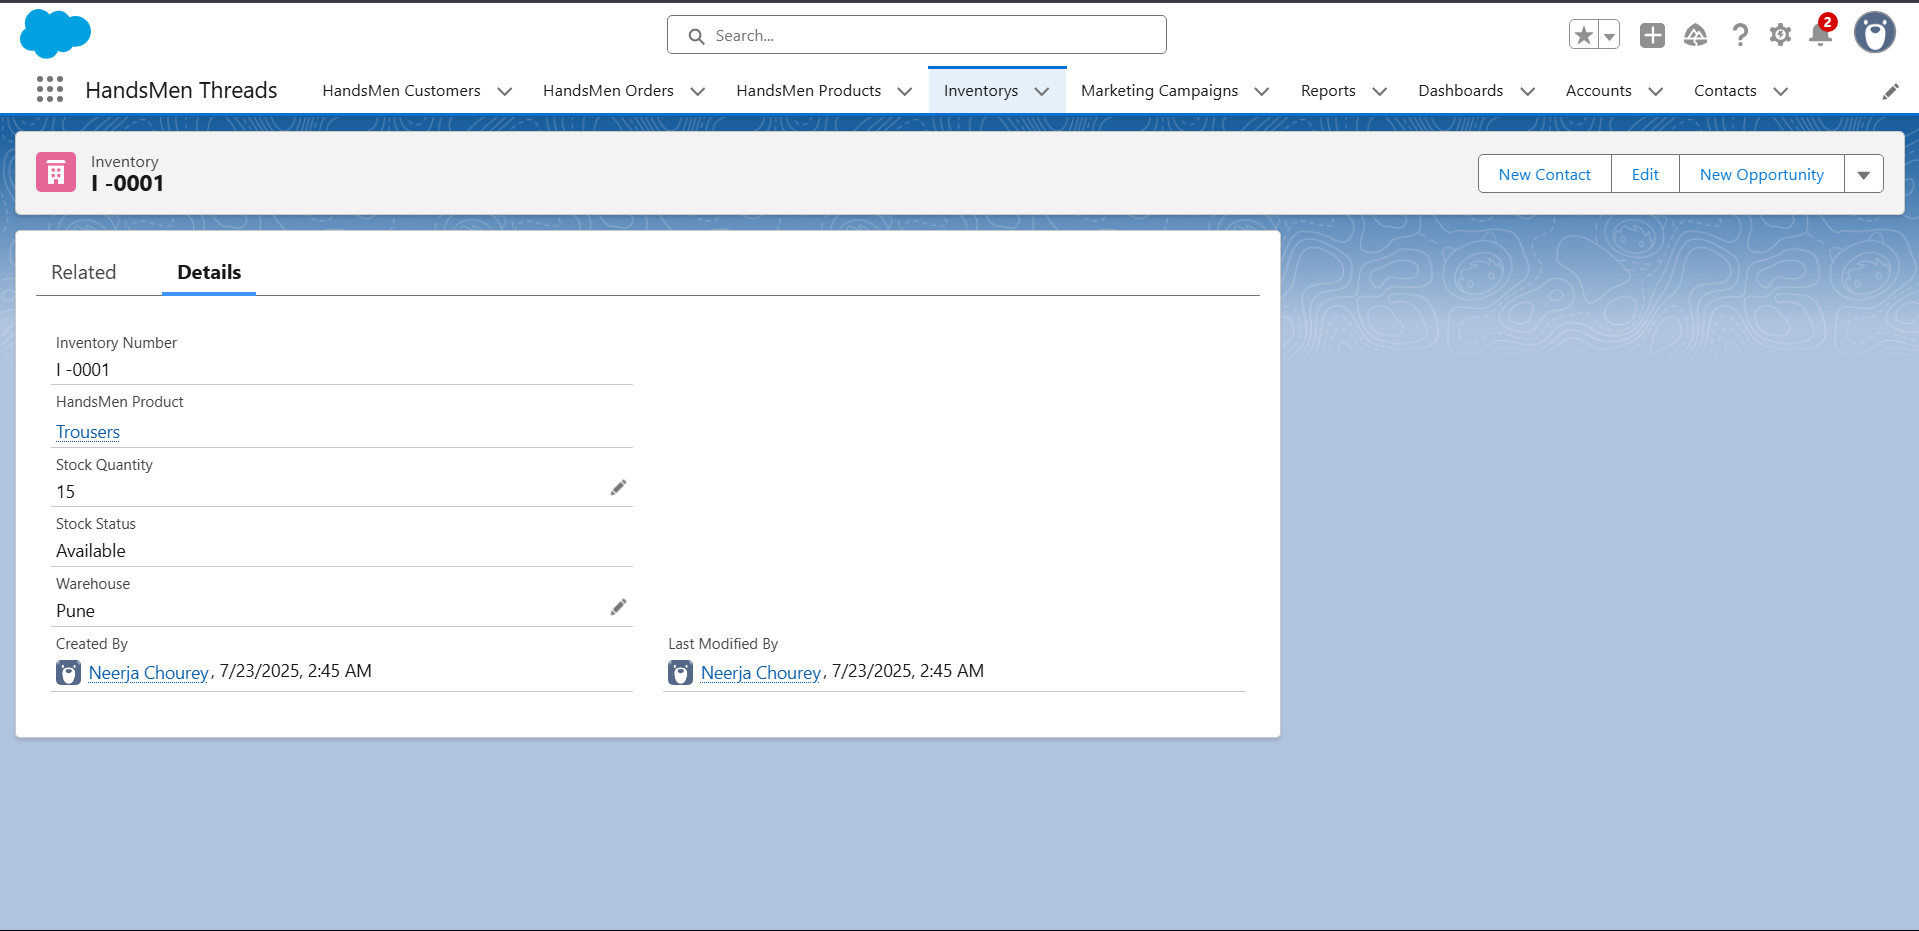 Search...
2
HandsMen Threads
HandsMen Customers
HandsMen Orders
HandsMen Products
Inventorys
Marketing Campaigns
Reports
Dashboards
Accounts
Contacts
Inventory
I -0001
New Contact
Edit
New Opportunity
Related
Details
Inventory Number
I -0001
HandsMen Product
Trousers
Stock Quantity
15
Stock Status
Available
Warehouse
Pune
Created By
Neerja Chourey, 7/23/2025, 2:45 AM
Last Modified By
Neerja Chourey, 7/23/2025, 2:45 AM